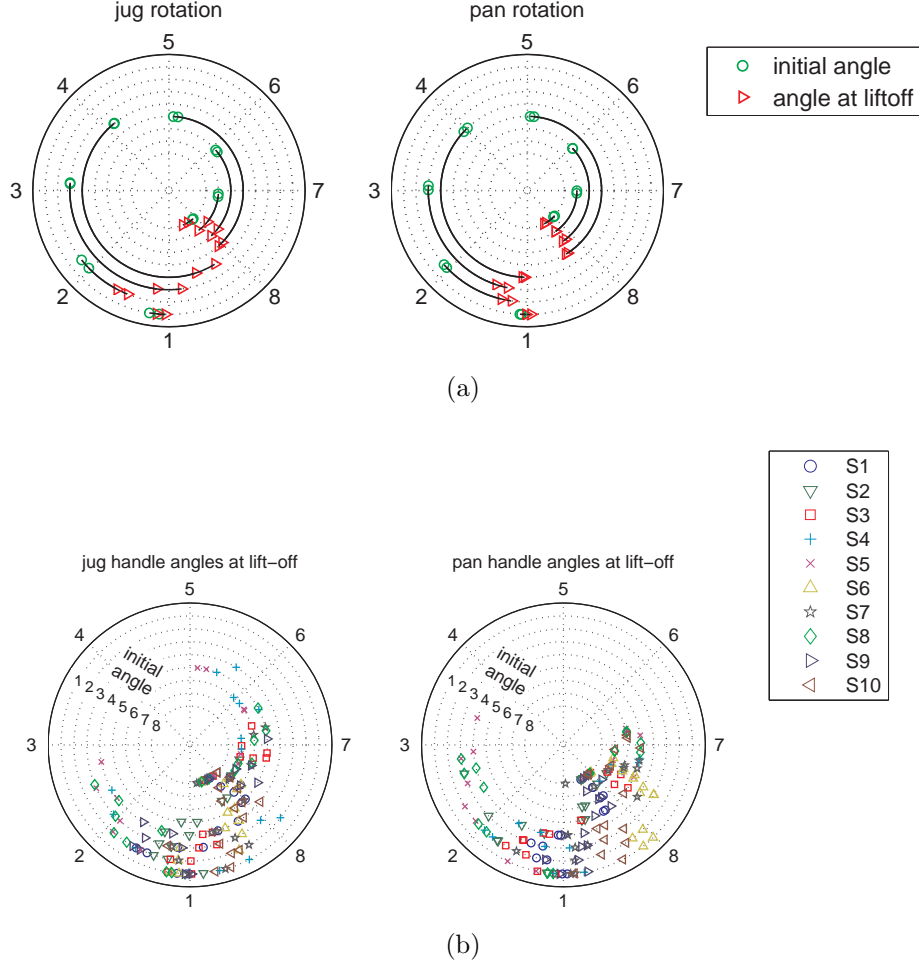 jug rotation
pan rotation
5
4
6
3
7
2
8
1
5
4
6
3
7
2
8
1
initial angle
angle at liftoff
(a)
jug handle angles at lift-off
5
4
6
3
7
2
8
1
initial
angle
1 2 3 4 5 6 7 8
pan handle angles at lift-off
5
4
6
3
7
2
8
1
initial
angle
1 2 3 4 5 6 7 8
S1
S2
S3
S4
S5
S6
S7
S8
S9
S10
(b)